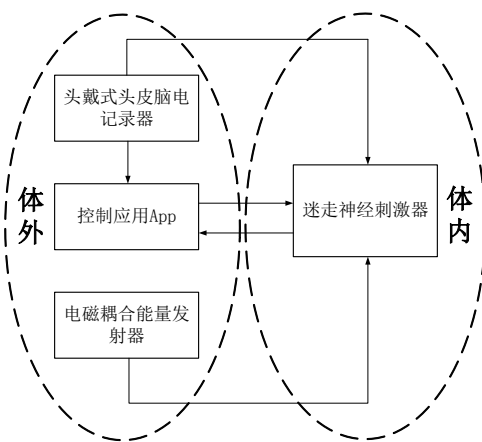 头戴式头皮脑电
记录器
体
外
控制应用App
迷走神经刺激器
体
内
电磁耦合能量发
射器